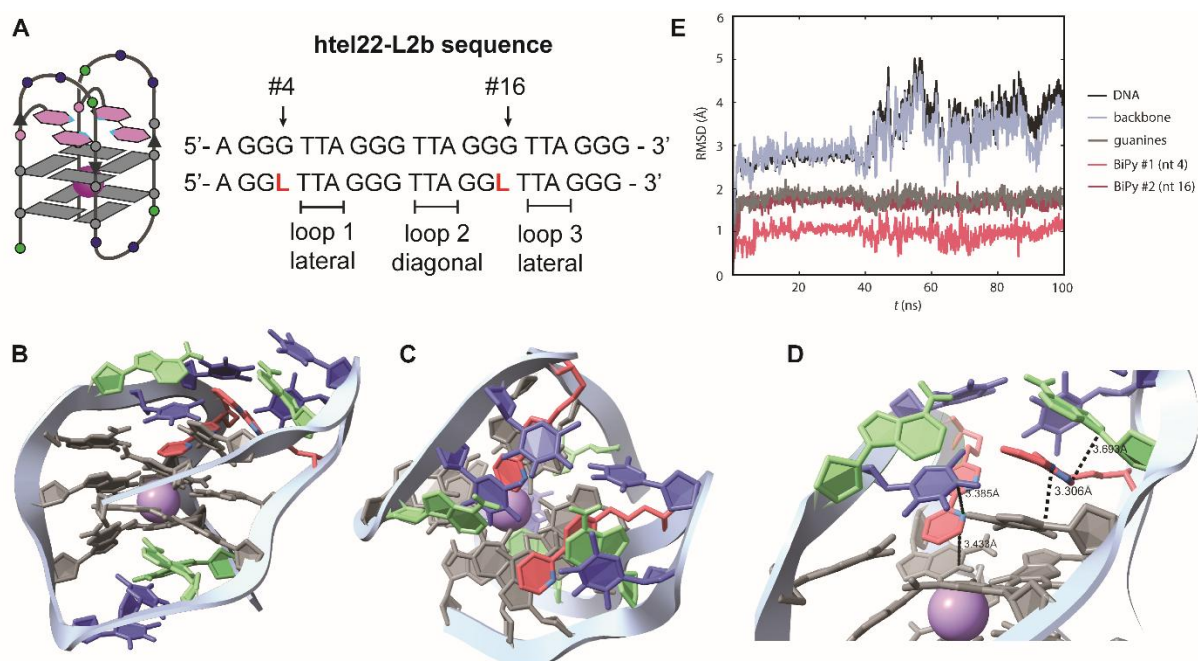 A
htel22-L2b sequence
#4
#16
5'- A GGG TTA GGG TTA GGG TTA GGG - 3'
5'- A GGL TTA GGG TTA GGL TTA GGG - 3'
loop 1
lateral
loop 2
diagonal
loop 3
lateral
E
6
5
4
3
2
1
0
RMSD (Å)
20
40
60
80
100
t (ns)
DNA
backbone
guanines
BiPy #1 (nt 4)
BiPy #2 (nt 16)
B
C
D
3.693Å
3.306Å
3.385Å
3.433Å